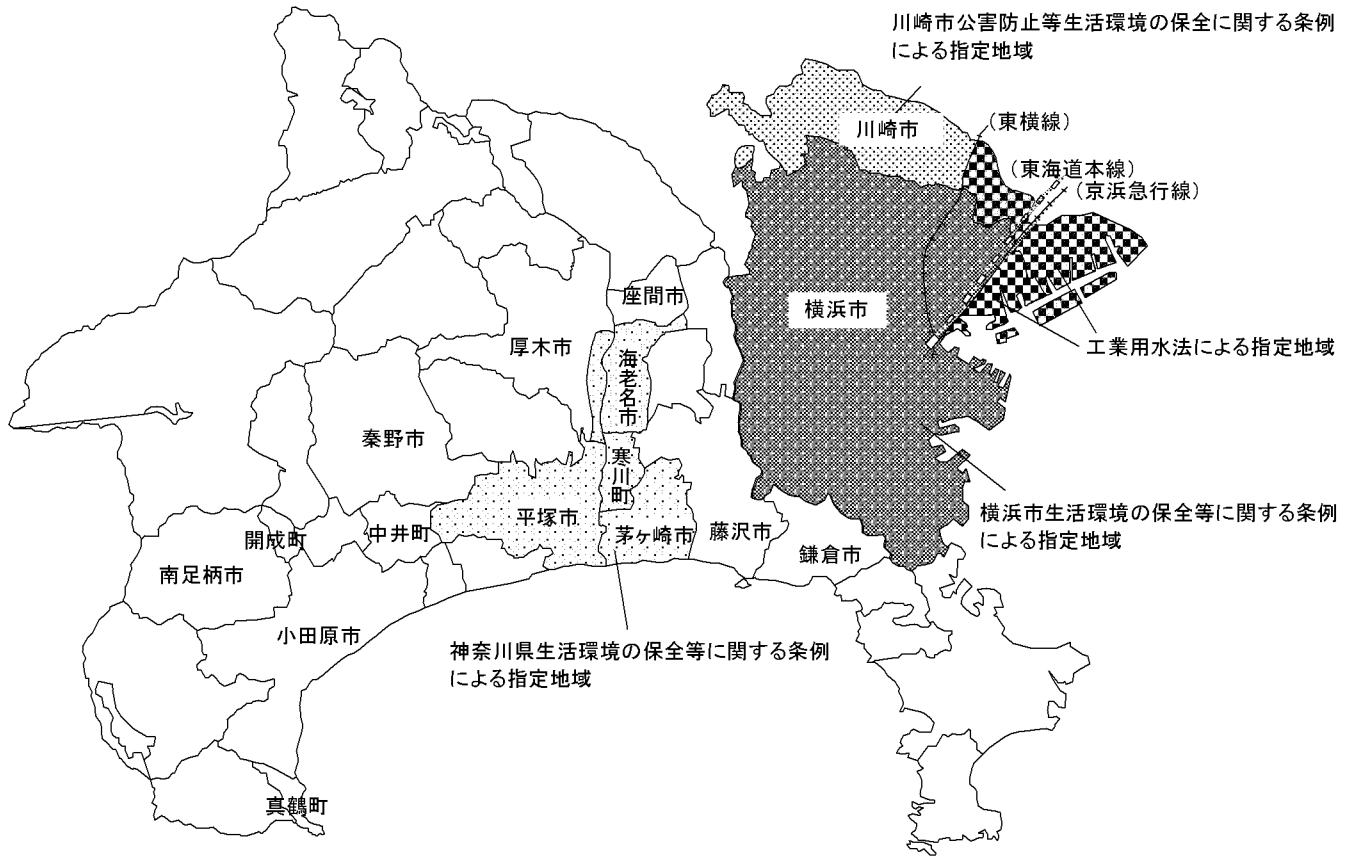 川崎市公害防止等生活環境の保全に関する条例
による指定地域
川崎市
(東横線)
(東海道本線)
(京浜急行線)
座間市
横浜市
厚木市
工業用水法による指定地域
海老名市
秦野市
寒川町
平塚市
横浜市生活環境の保全等に関する条例
による指定地域
開成町
中井町
茅ヶ崎市
藤沢市
鎌倉市
南足柄市
小田原市
神奈川県生活環境の保全等に関する条例
による指定地域
真鶴町